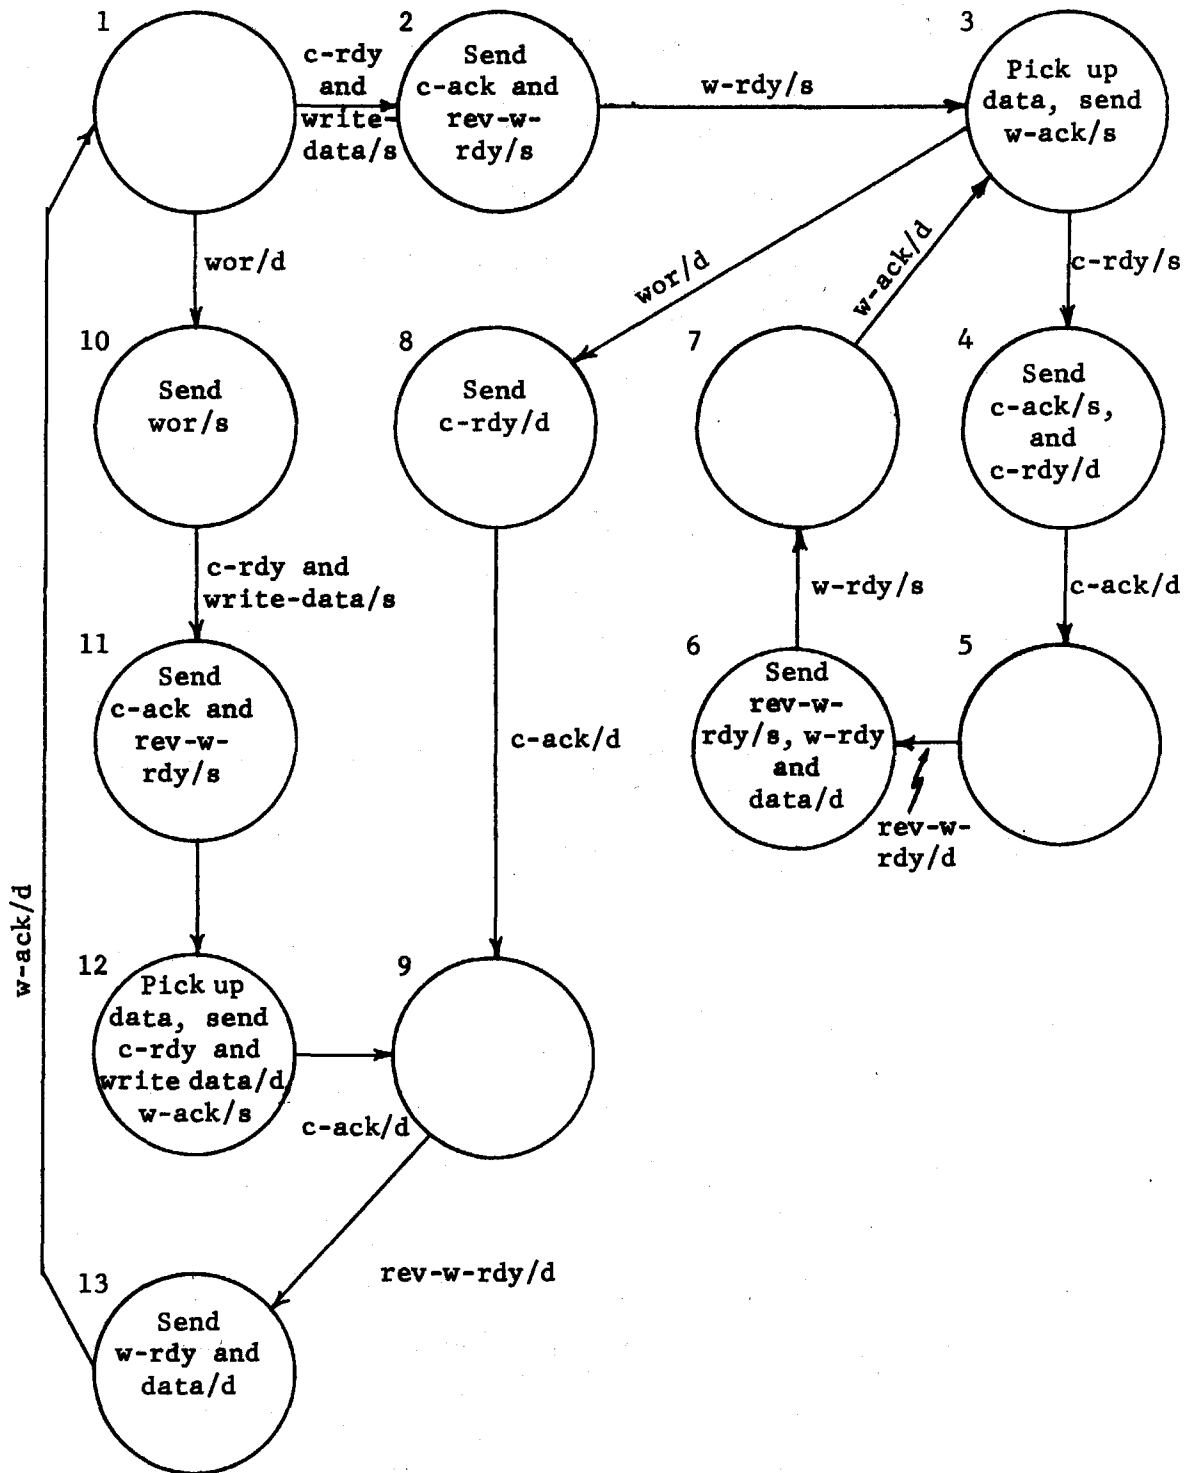 1
c-rdy
and
write-
data/s
2
Send
c-ack and
rev-w-
rdy/s
w-rdy/s
3
Pick up
data, send
w-ack/s
wor/d
wor/d
w-ack/d
c-rdy/s
10
Send
wor/s
8
Send
c-rdy/d
7
4
Send
c-ack/s,
and
c-rdy/d
c-rdy and
write-data/s
w-rdy/s
c-ack/d
11
Send
c-ack and
rev-w-
rdy/s
c-ack/d
6
Send
rev-w-
rdy/s, w-rdy
and
data/d
5
rev-w-
rdy/d
w-ack/d
12
Pick up
data, send
c-rdy and
write data/d
w-ack/s
9
c-ack/d
rev-w-rdy/d
13
Send
w-rdy and
data/d